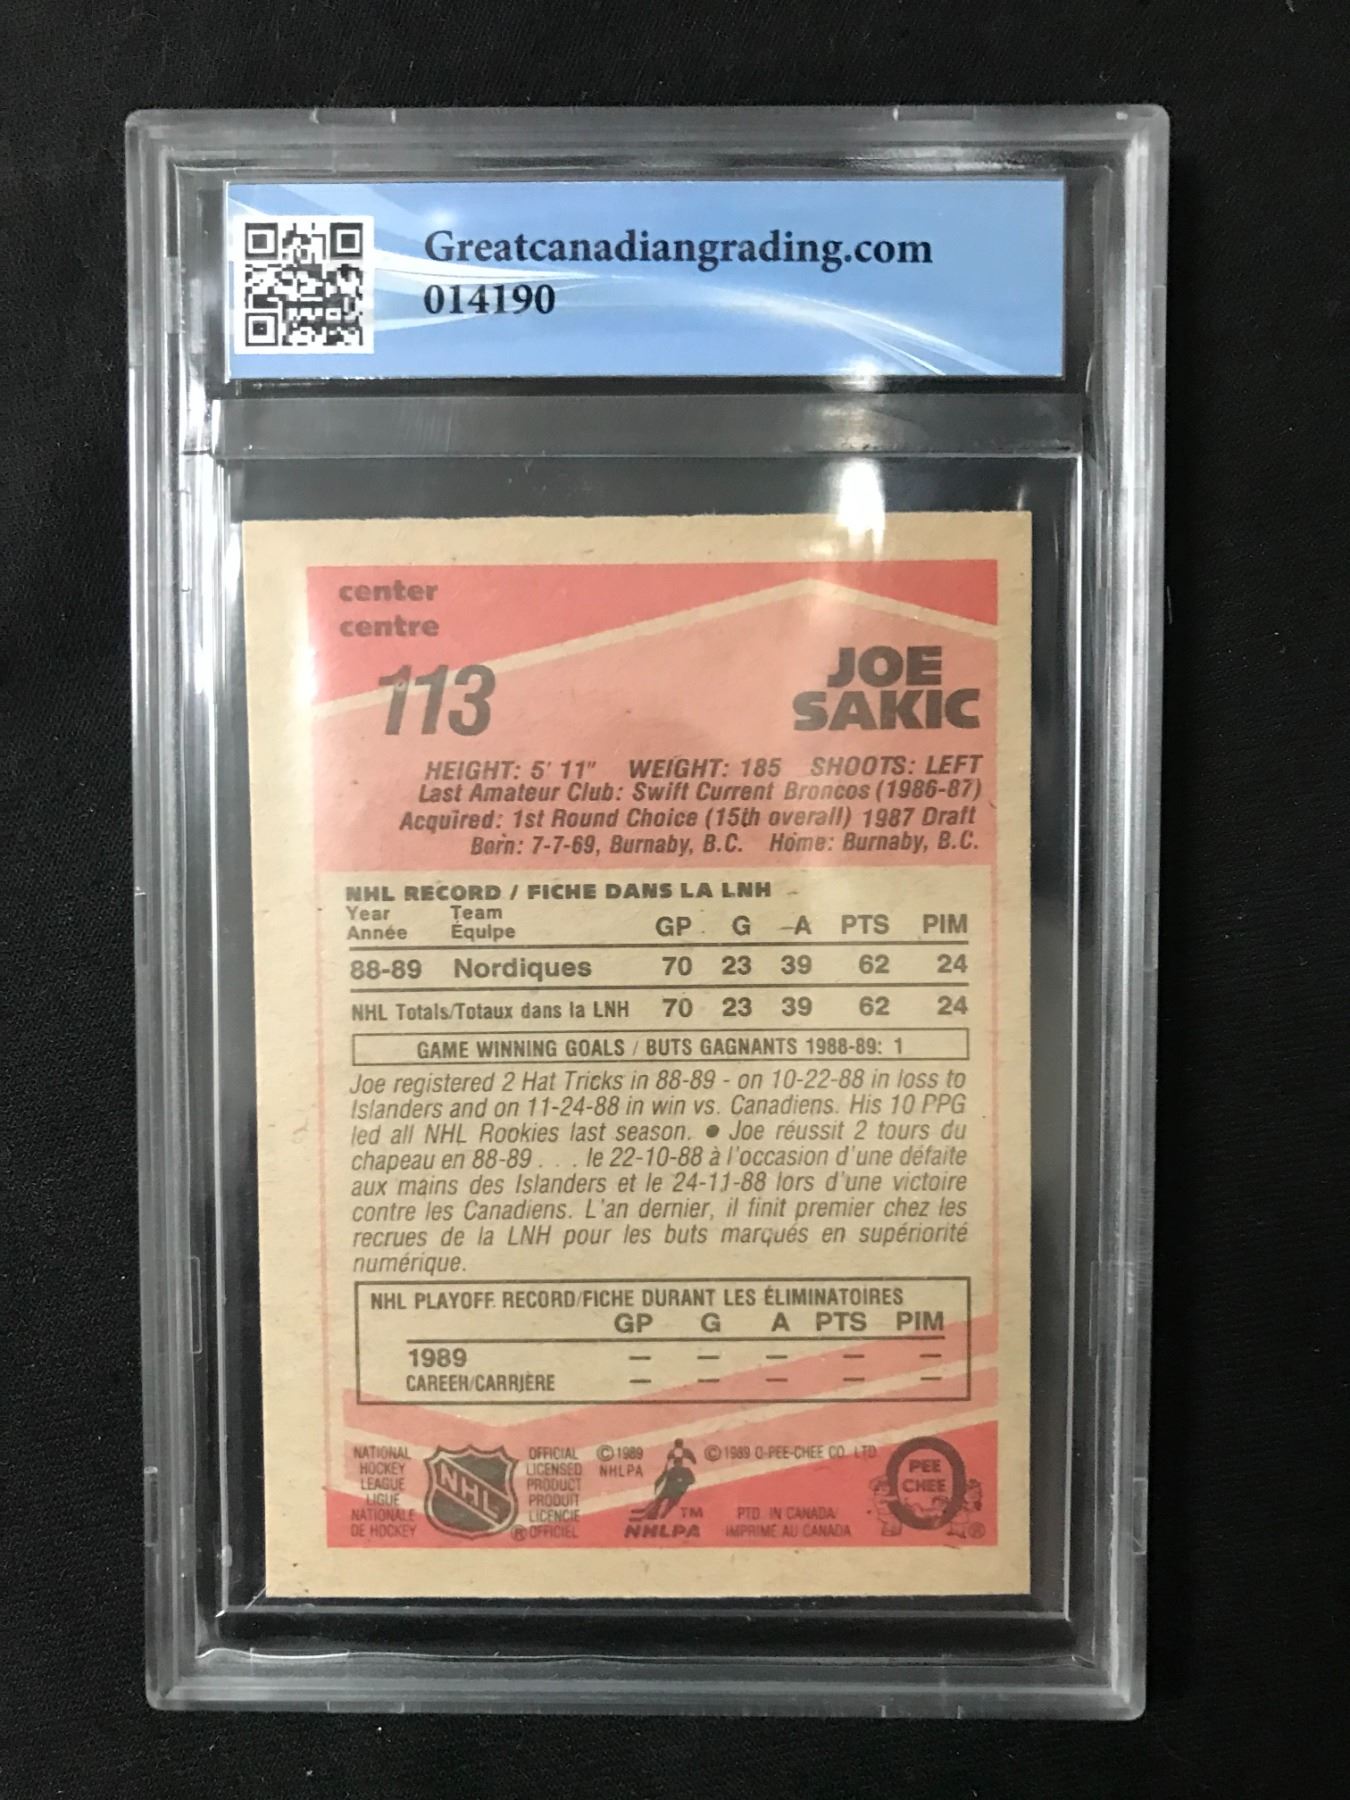 Greatcanadiangrading.com
014190
center
centre
113
JOE
SAKIC
HEIGHT: 5' 11" WEIGHT: 185 SHOOTS: LEFT
Last Amateur Club: Swift Current Broncos (1986-87)
Acquired: 1st Round Choice (15th overall) 1987 Draft
Born: 7-7-69, Burnaby, B.C. Home: Burnaby, B.C.
NHL RECORD / FICHE DANS LA LNH
Year Team
Année Équipe GP G A PTS PIM
88-89 Nordiques 70 23 39 62 24
NHL Totals/Totaux dans la LNH 70 23 39 62 24
GAME WINNING GOALS / BUTS GAGNANTS 1988-89: 1
Joe registered 2 Hat Tricks in 88-89 - on 10-22-88 in loss to
Islanders and on 11-24-88 in win vs. Canadiens. His 10 PPG
led all NHL Rookies last season. ● Joe réussit 2 tours du
chapeau en 88-89 . . . le 22-10-88 à l'occasion d'une défaite
aux mains des Islanders et le 24-11-88 lors d'une victoire
contre les Canadiens. L'an dernier, il finit premier chez les
recrues de la LNH pour les buts marqués en supériorité
numérique.
NHL PLAYOFF RECORD/FICHE DURANT LES ÉLIMINATOIRES
GP G A PTS PIM
1989 — — — — —
CAREER/CARRIÈRE — — — — —
NATIONAL
HOCKEY
LEAGUE
LIGUE
NATIONALE
DE HOCKEY
NHL
OFFICIAL
LICENSED
PRODUCT
PRODUIT
LICENCIE
® OFFICIEL
© 1989
NHLPA
TM
NHLPA
© 1989 O-PEE-CHEE CO. LTD.
PTD. IN CANADA/
IMPRIMÉ AU CANADA
O
PEE
CHEE
®